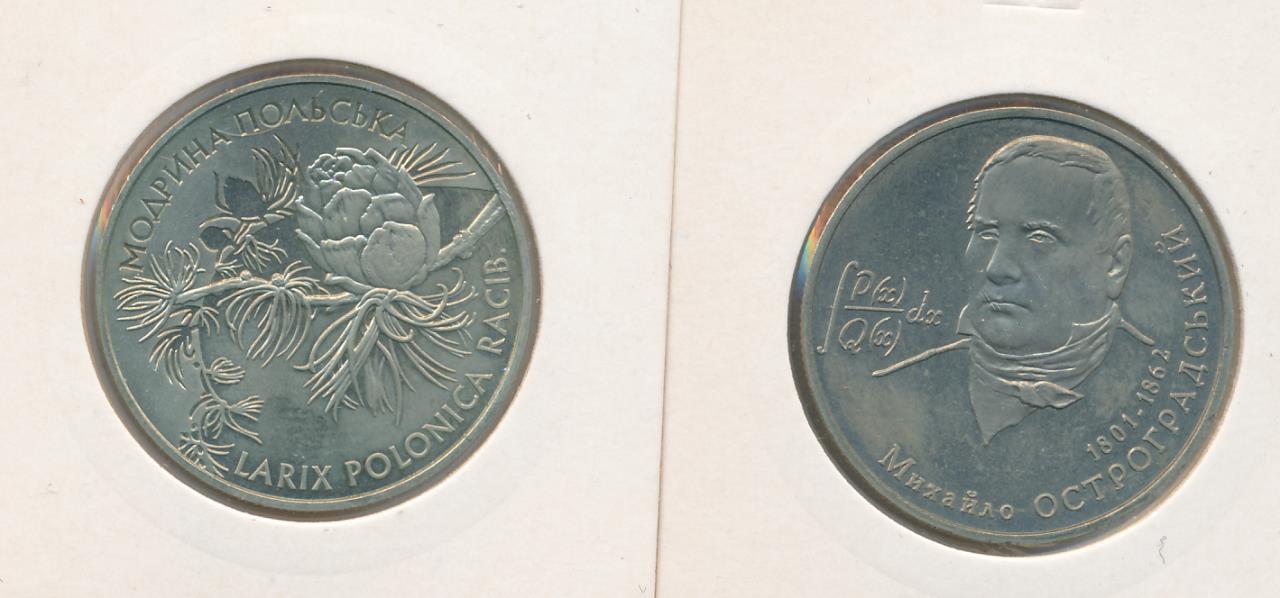 МОДРИНА ПОЛЬСЬКА
LARIX POLONICA RACIB.
∫ P(x) / Q(x) dx
1801-1862
Михайло ОСТРОГРАДСЬКИЙ